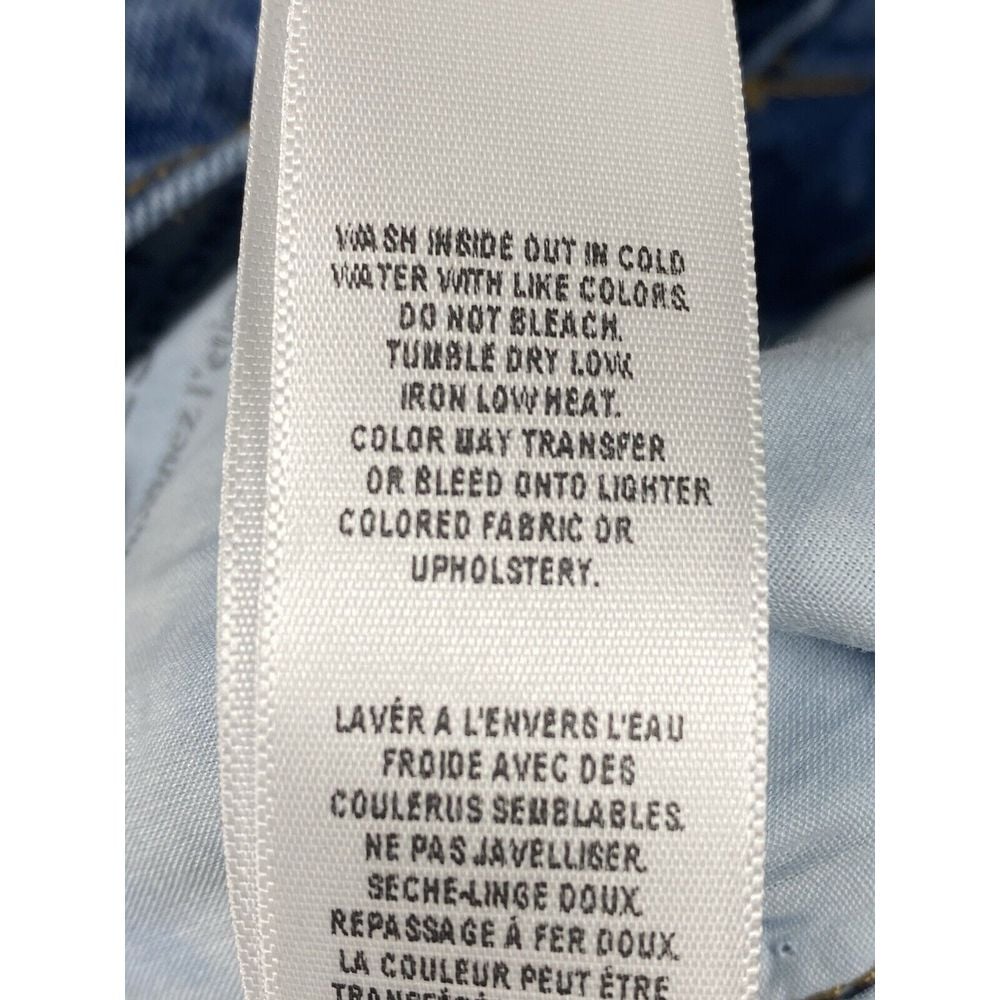 WASH INSIDE OUT IN COLD
WATER WITH LIKE COLORS.
DO NOT BLEACH.
TUMBLE DRY LOW.
IRON LOW HEAT.
COLOR MAY TRANSFER
OR BLEED ONTO LIGHTER
COLORED FABRIC OR
UPHOLSTERY.
LAVÉR A L'ENVERS L'EAU
FROIDE AVEC DES
COULERUS SEMBLABLES.
NE PAS JAVELLISER.
SECHE-LINGE DOUX.
REPASSAGE À FER DOUX.
LA COULEUR PEUT ÊTRE